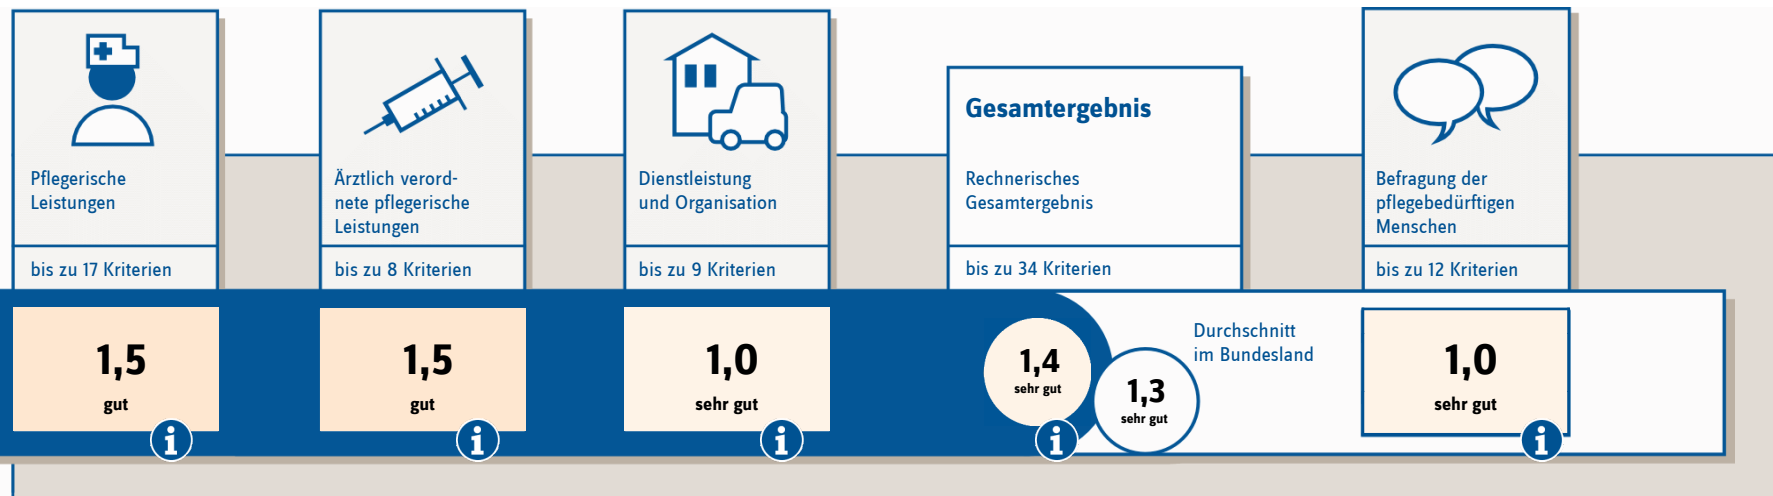 Pflegerische
Leistungen
bis zu 17 Kriterien
1,5
gut
i
Ärztlich verord-
nete pflegerische
Leistungen
bis zu 8 Kriterien
1,5
gut
i
Dienstleistung
und Organisation
bis zu 9 Kriterien
1,0
sehr gut
i
Gesamtergebnis
Rechnerisches
Gesamtergebnis
bis zu 34 Kriterien
1,4
sehr gut
i
1,3
sehr gut
Durchschnitt
im Bundesland
Befragung der
pflegebedürftigen
Menschen
bis zu 12 Kriterien
1,0
sehr gut
i